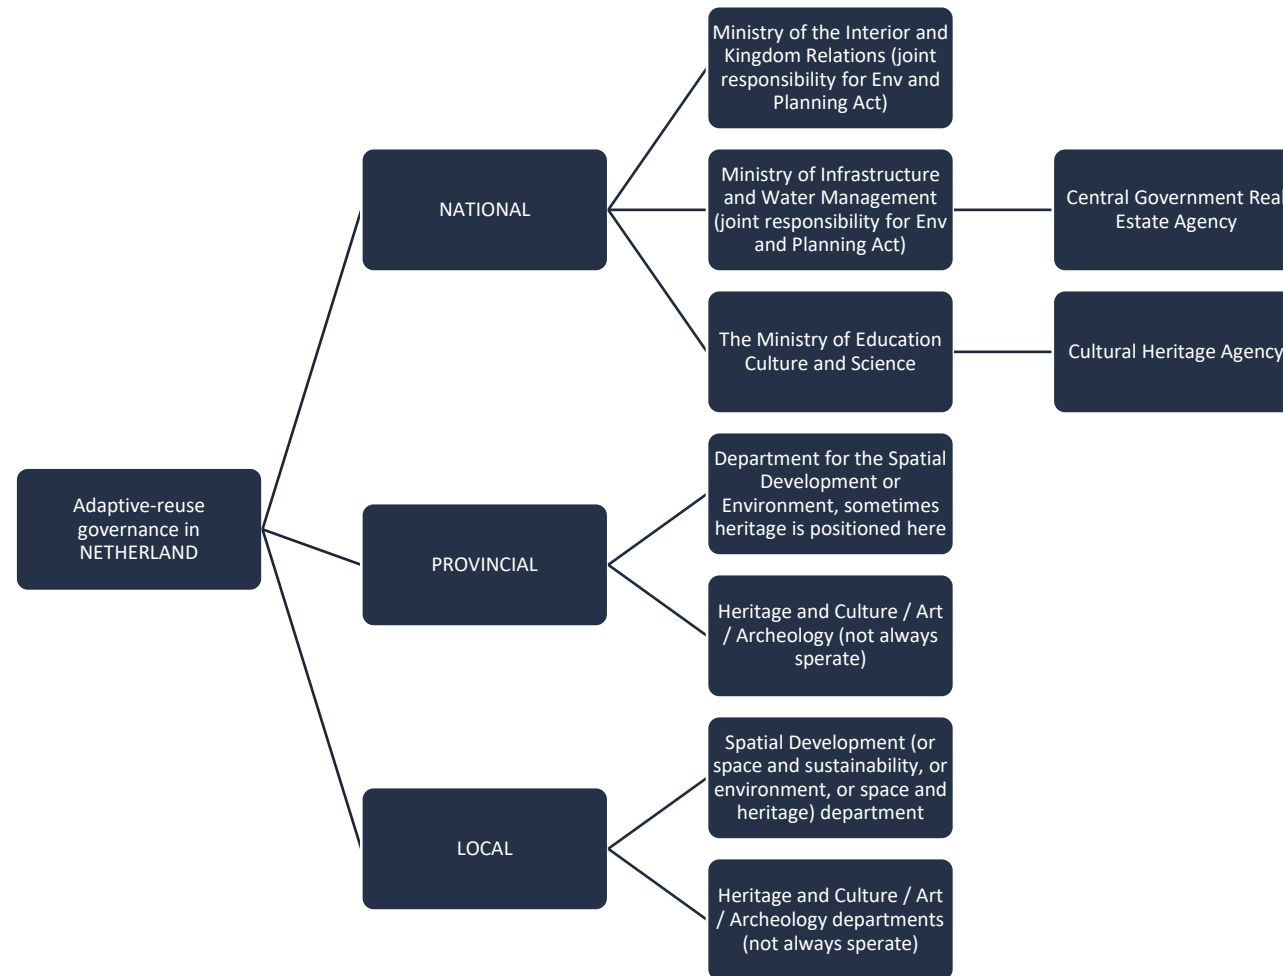 Ministry of the Interior and
Kingdom Relations (joint
responsibility for Env and
Planning Act)
NATIONAL
Ministry of Infrastructure
and Water Management
(joint responsibility for Env
and Planning Act)
Central Government Real
Estate Agency
The Ministry of Education
Culture and Science
Cultural Heritage Agency
Adaptive-reuse
governance in
NETHERLAND
PROVINCIAL
Department for the Spatial
Development or
Environment, sometimes
heritage is positioned here
Heritage and Culture / Art
/ Archeology (not always
sperate)
LOCAL
Spatial Development (or
space and sustainability, or
environment, or space and
heritage) department
Heritage and Culture / Art
/ Archeology departments
(not always sperate)